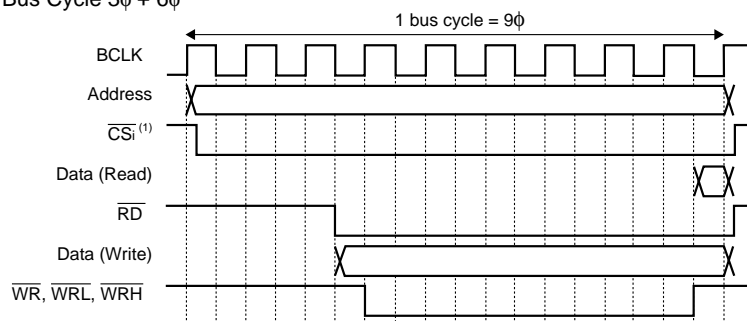 Bus Cycle 3ϕ + 6ϕ
1 bus cycle = 9ϕ
BCLK
Address
CSi (1)
Data (Read)
RD
Data (Write)
WR, WRL, WRH